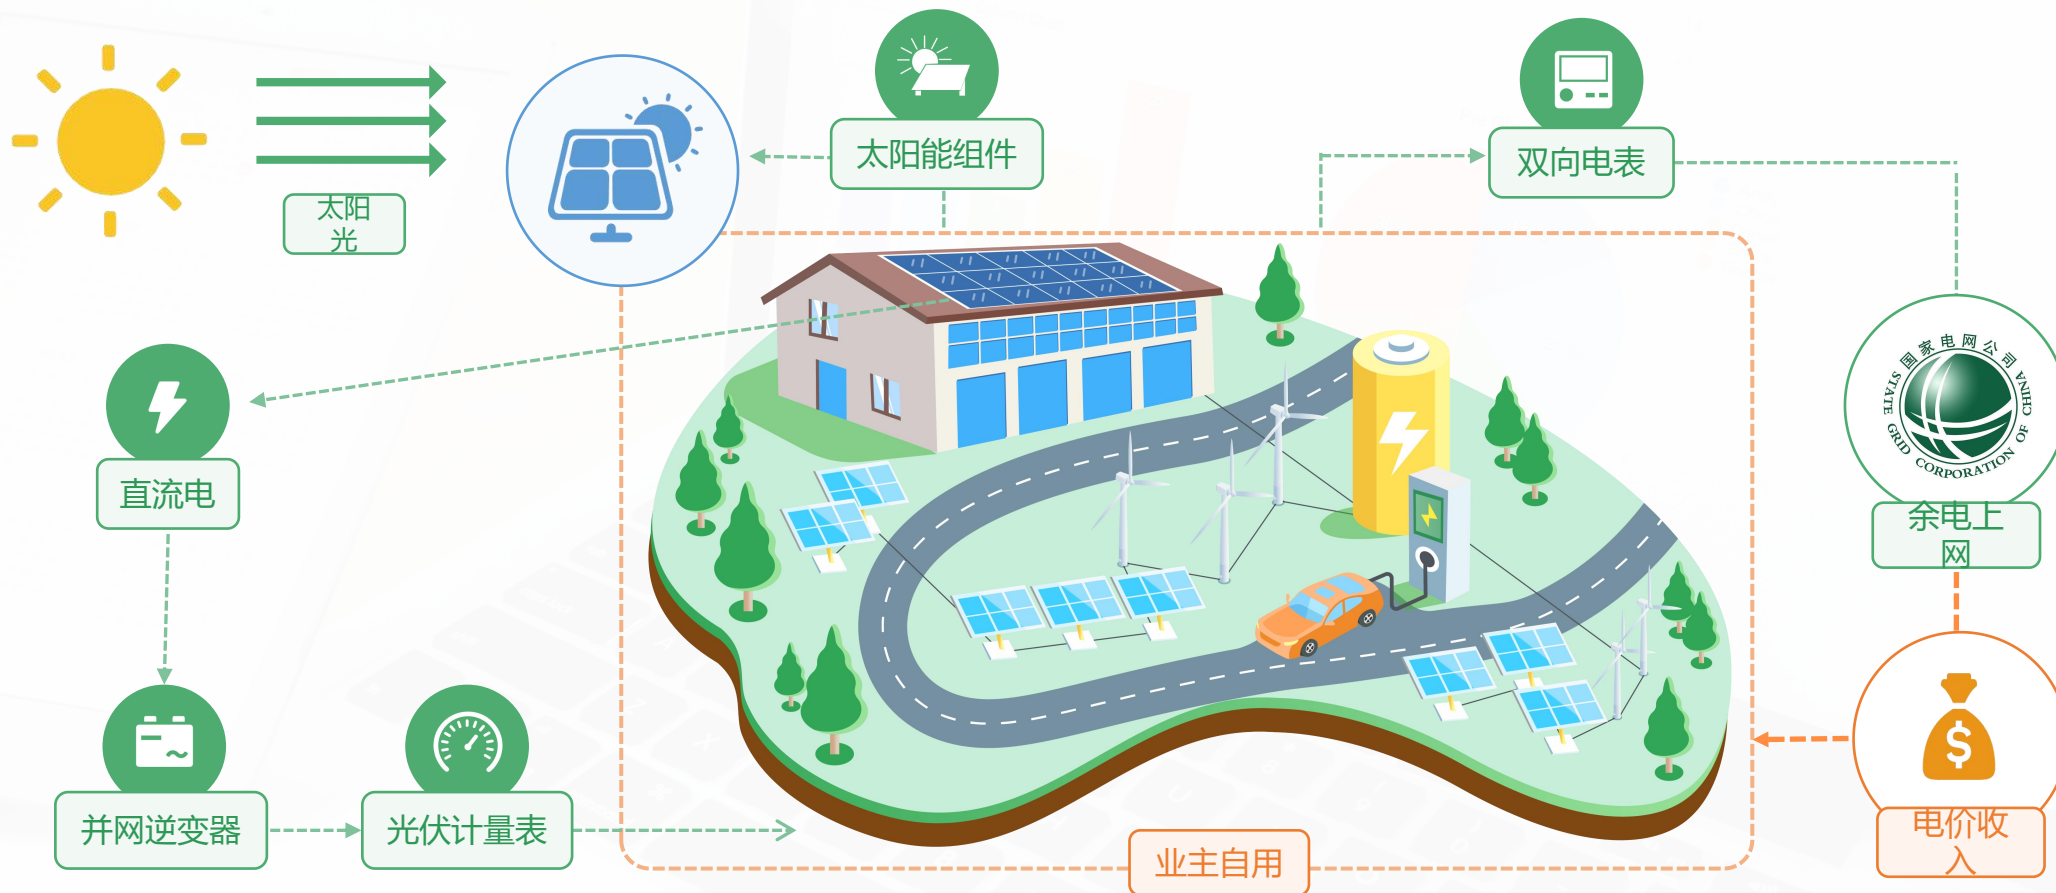 太阳能组件
双向电表
太阳
光
国家电网公司
STATE GRID CORPORATION OF CHINA
直流电
余电上
网
并网逆变器
光伏计量表
电价收
入
业主自用